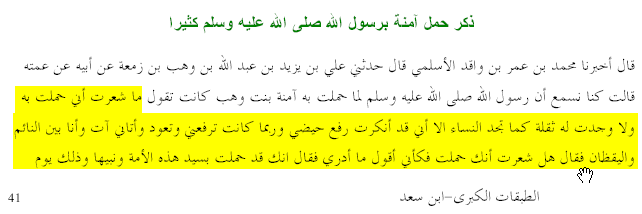 ذكر حمل آمنة برسول الله صلى الله عليه وسلم كثيرا
قال أخبرنا محمد بن عمر بن واقد الأسلمي قال حدثني علي بن يزيد بن عبد الله بن وهب بن زمعة عن أبيه عن عمته
قالت كنا نسمع أن رسول الله صلى الله عليه وسلم لما حملت به آمنة بنت وهب كانت تقول ما شعرت أني حملت به
ولا وجدت له ثقلة كما تجد النساء الا أني قد أنكرت رفع حيضي وربما كانت ترفعني وتعود وأتاني آت وأنا بين النائم
واليقظان فقال هل شعرت أنك حملت فكأني أقول ما أدري فقال انك قد حملت بسيد هذه الأمة ونبيها وذلك يوم
الطبقات الكبرى–ابن سعد 41